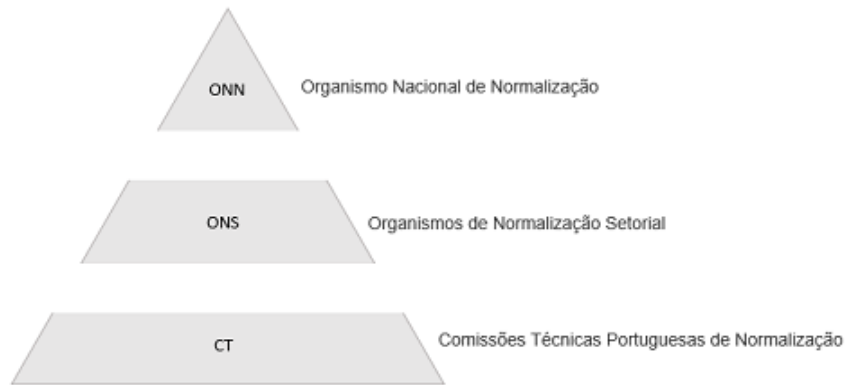 ONN Organismo Nacional de Normalização
ONS Organismos de Normalização Setorial
CT Comissões Técnicas Portuguesas de Normalização